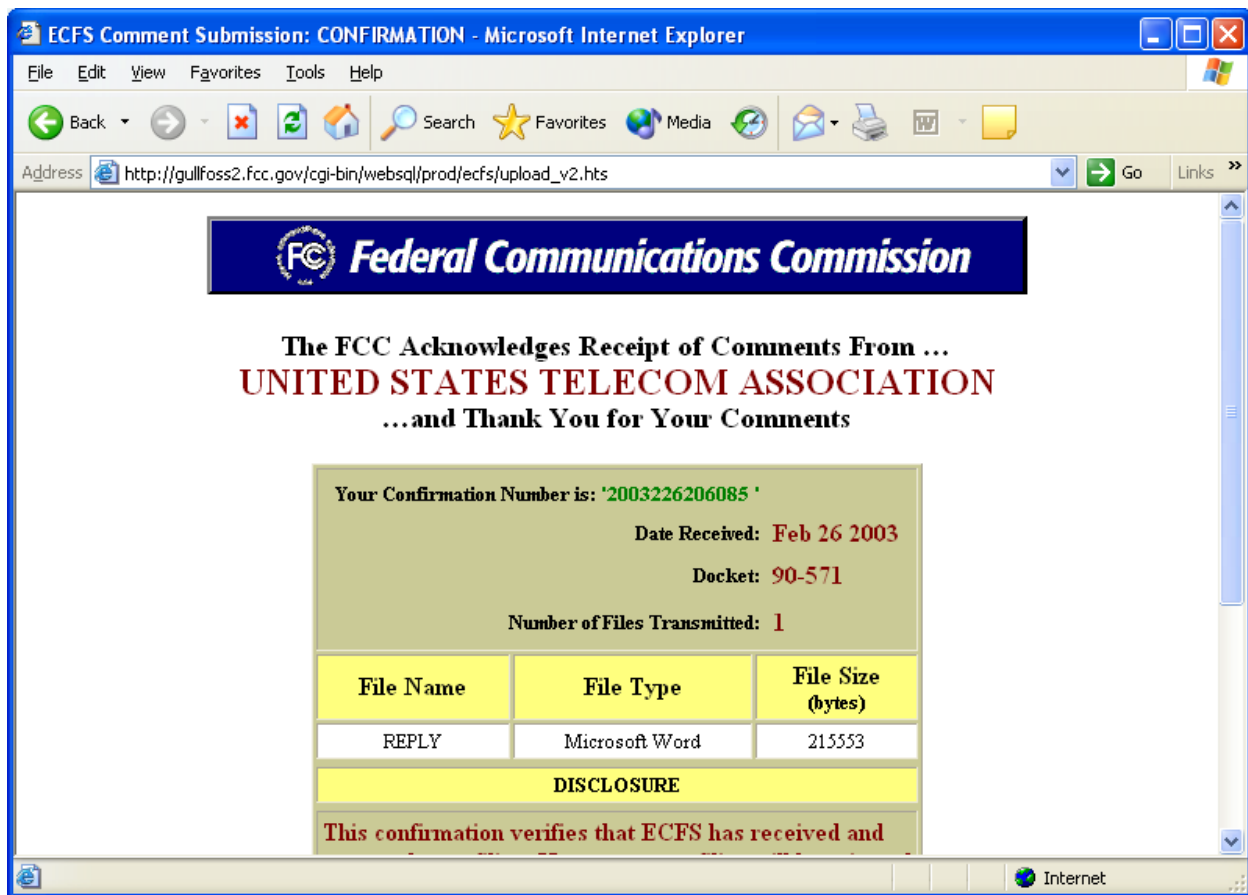 ECFS Comment Submission: CONFIRMATION - Microsoft Internet Explorer
File Edit View Favorites Tools Help
Back Search Favorites Media W
Address http://gullfoss2.fcc.gov/cgi-bin/websql/prod/ecfs/upload_v2.hts Go Links »
FCC Federal Communications Commission
The FCC Acknowledges Receipt of Comments From ...
UNITED STATES TELECOM ASSOCIATION
...and Thank You for Your Comments
Your Confirmation Number is: '2003226206085 '
Date Received: Feb 26 2003
Docket: 90-571
Number of Files Transmitted: 1
File Name File Type File Size
(bytes)
REPLY Microsoft Word 215553
DISCLOSURE
This confirmation verifies that ECFS has received and
Internet